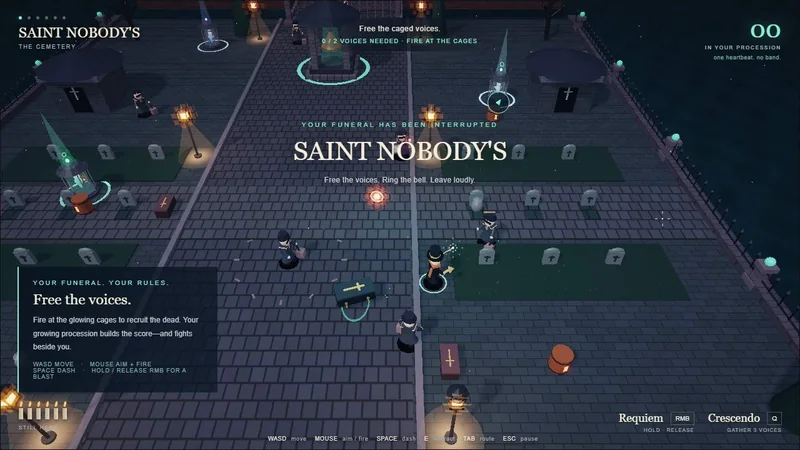 SAINT NOBODY'S
THE CEMETERY
Free the caged voices.
0 / 2 VOICES NEEDED · FIRE AT THE CAGES
00
IN YOUR PROCESSION
one heartbeat. no band.
YOUR FUNERAL HAS BEEN INTERRUPTED
SAINT NOBODY'S
Free the voices. Ring the bell. Leave loudly.
YOUR FUNERAL. YOUR RULES.
Free the voices.
Fire at the glowing cages to recruit the dead. Your
growing procession builds the score—and fights
beside you.
WASD MOVE · MOUSE AIM + FIRE
SPACE DASH · HOLD / RELEASE RMB FOR A
BLAST
STILL
Requiem RMB
HOLD · RELEASE
Crescendo Q
GATHER 3 VOICES
WASD move MOUSE aim / fire SPACE dash E TAB route ESC pause